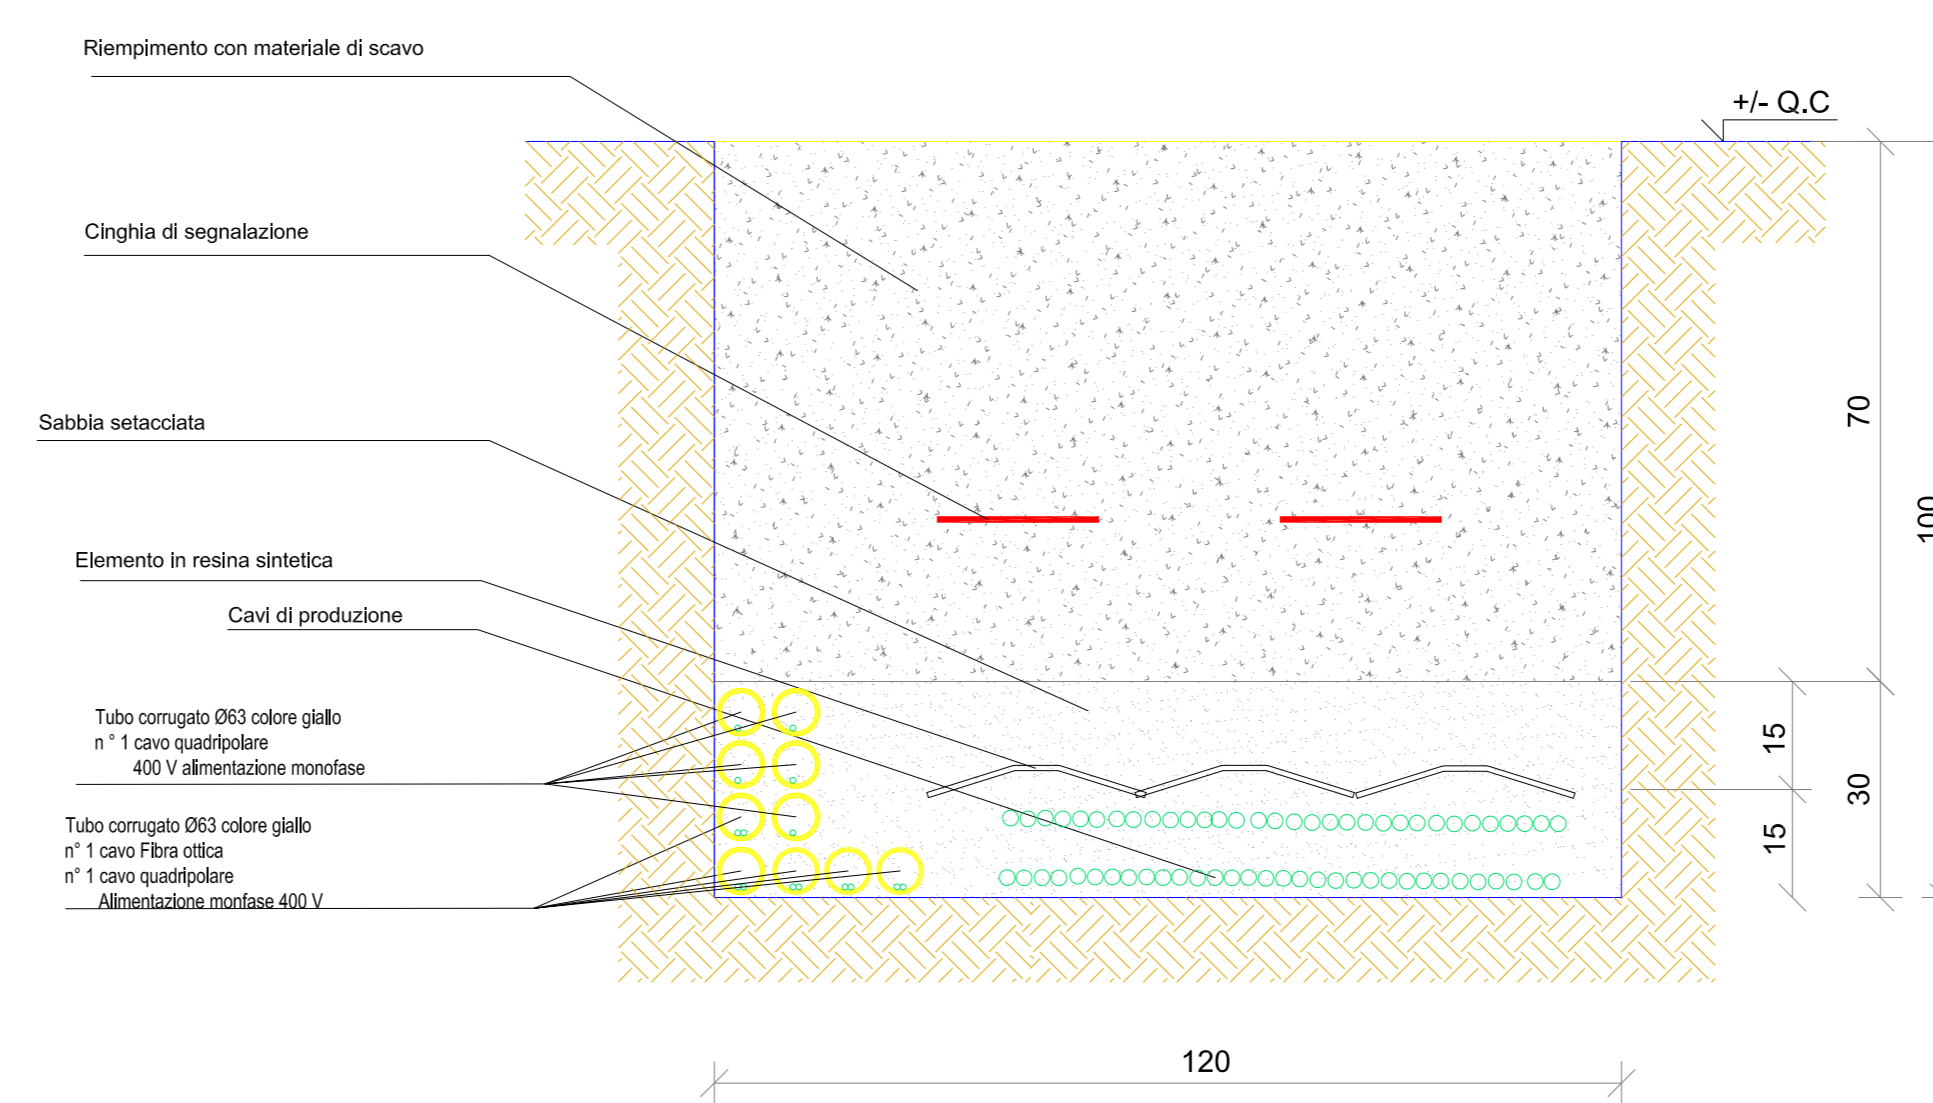 Riempimento con materiale di scavo
+/- Q.C
Cinghia di segnalazione
Sabbia setacciata
Elemento in resina sintetica
Cavi di produzione
Tubo corrugato Ø63 colore giallo
n ° 1 cavo quadripolare
400 V alimentazione monofase
Tubo corrugato Ø63 colore giallo
n° 1 cavo Fibra ottica
n° 1 cavo quadripolare
Alimentazione monfase 400 V
70
100
15
30
15
120